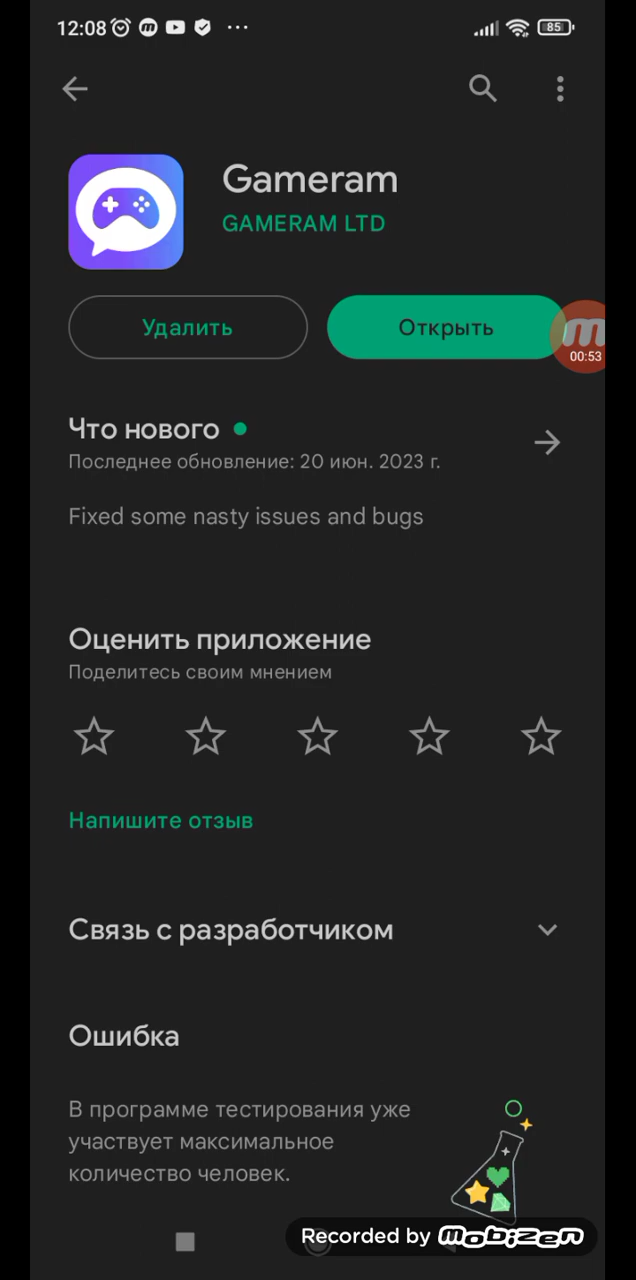 12:08
85
Gameram
GAMERAM LTD
Удалить
Открыть
00:53
Что нового
Последнее обновление: 20 июн. 2023 г.
Fixed some nasty issues and bugs
Оценить приложение
Поделитесь своим мнением
Напишите отзыв
Связь с разработчиком
Ошибка
В программе тестирования уже
участвует максимальное
количество человек.
Recorded by mobizen